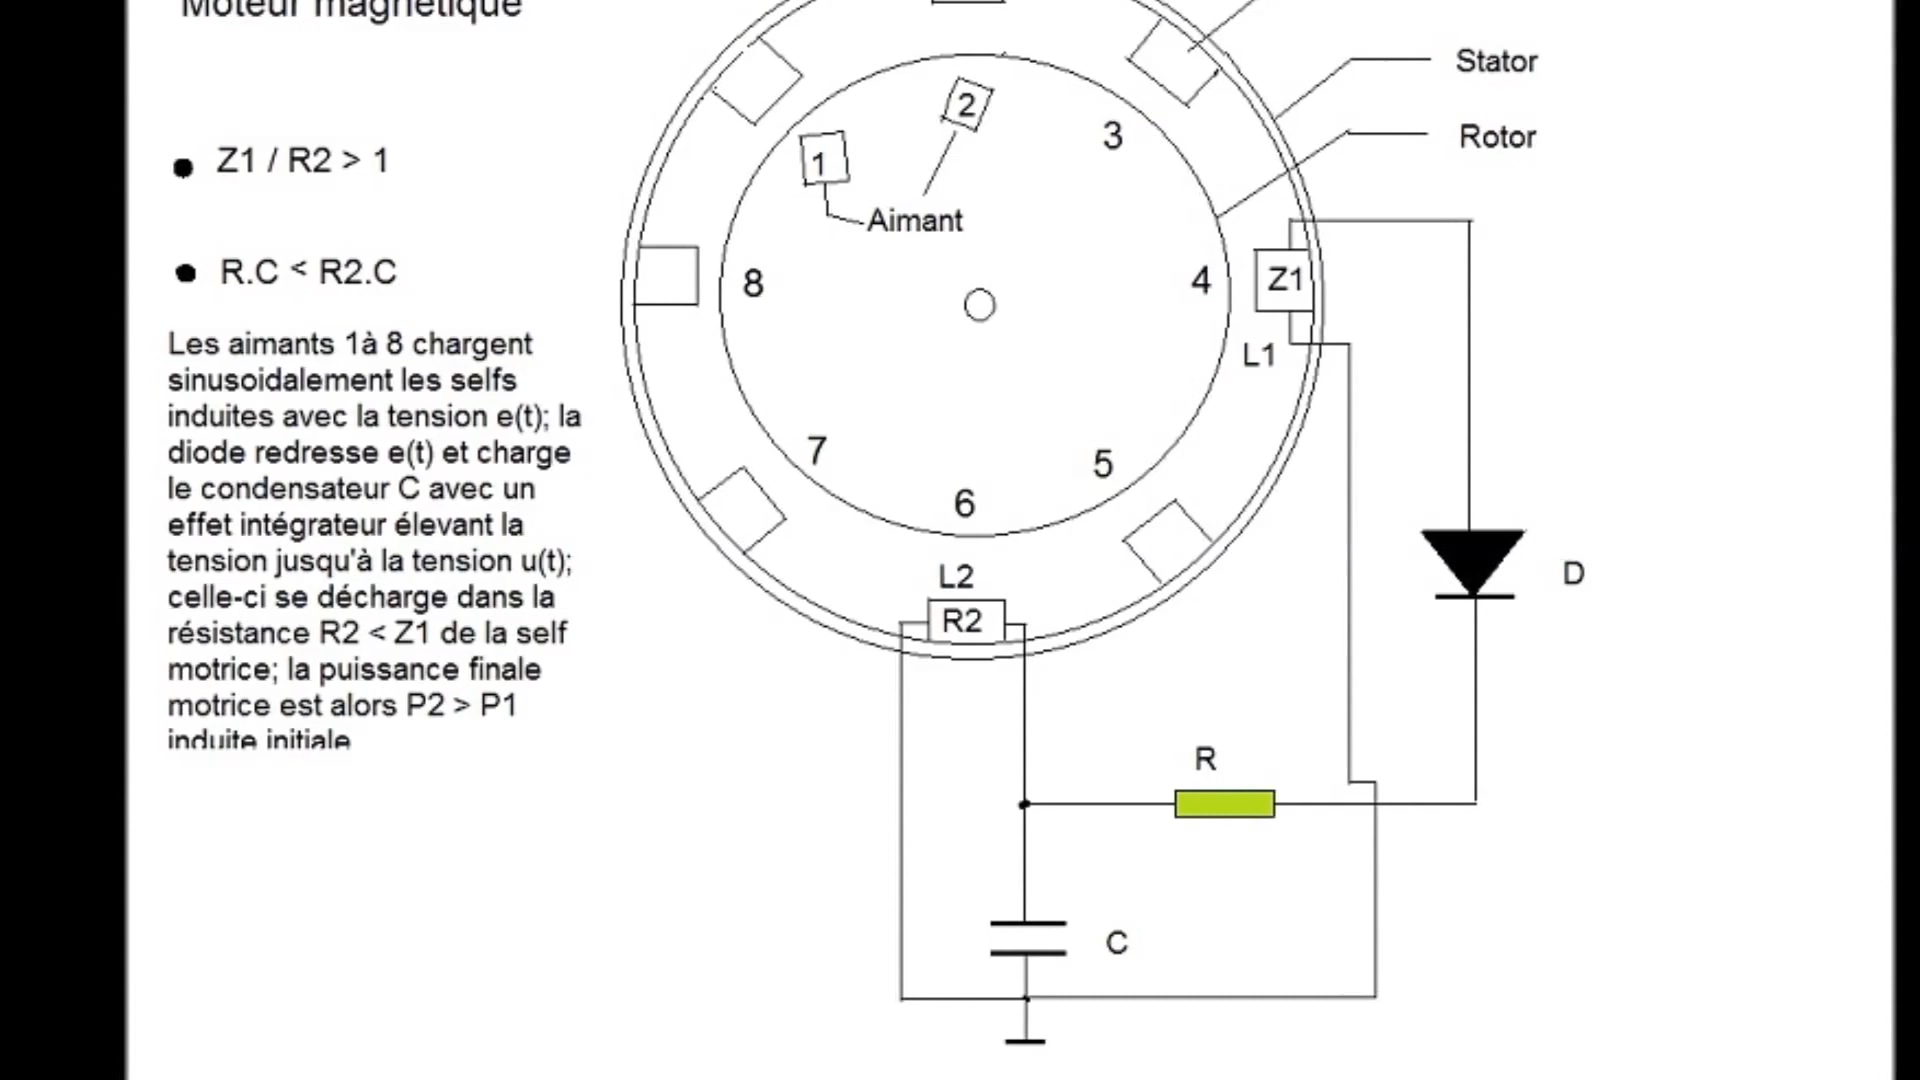 Moteur magnétique
Z1 / R2 > 1
R.C < R2.C
Les aimants 1à 8 chargent
sinusoidalement les selfs
induites avec la tension e(t); la
diode redresse e(t) et charge
le condensateur C avec un
effet intégrateur élevant la
tension jusqu'à la tension u(t);
celle-ci se décharge dans la
résistance R2 < Z1 de la self
motrice; la puissance finale
motrice est alors P2 > P1
induite initiale
Stator
Rotor
2
3
1
Aimant
8
4
Z1
L1
7
5
6
L2
R2
D
R
C